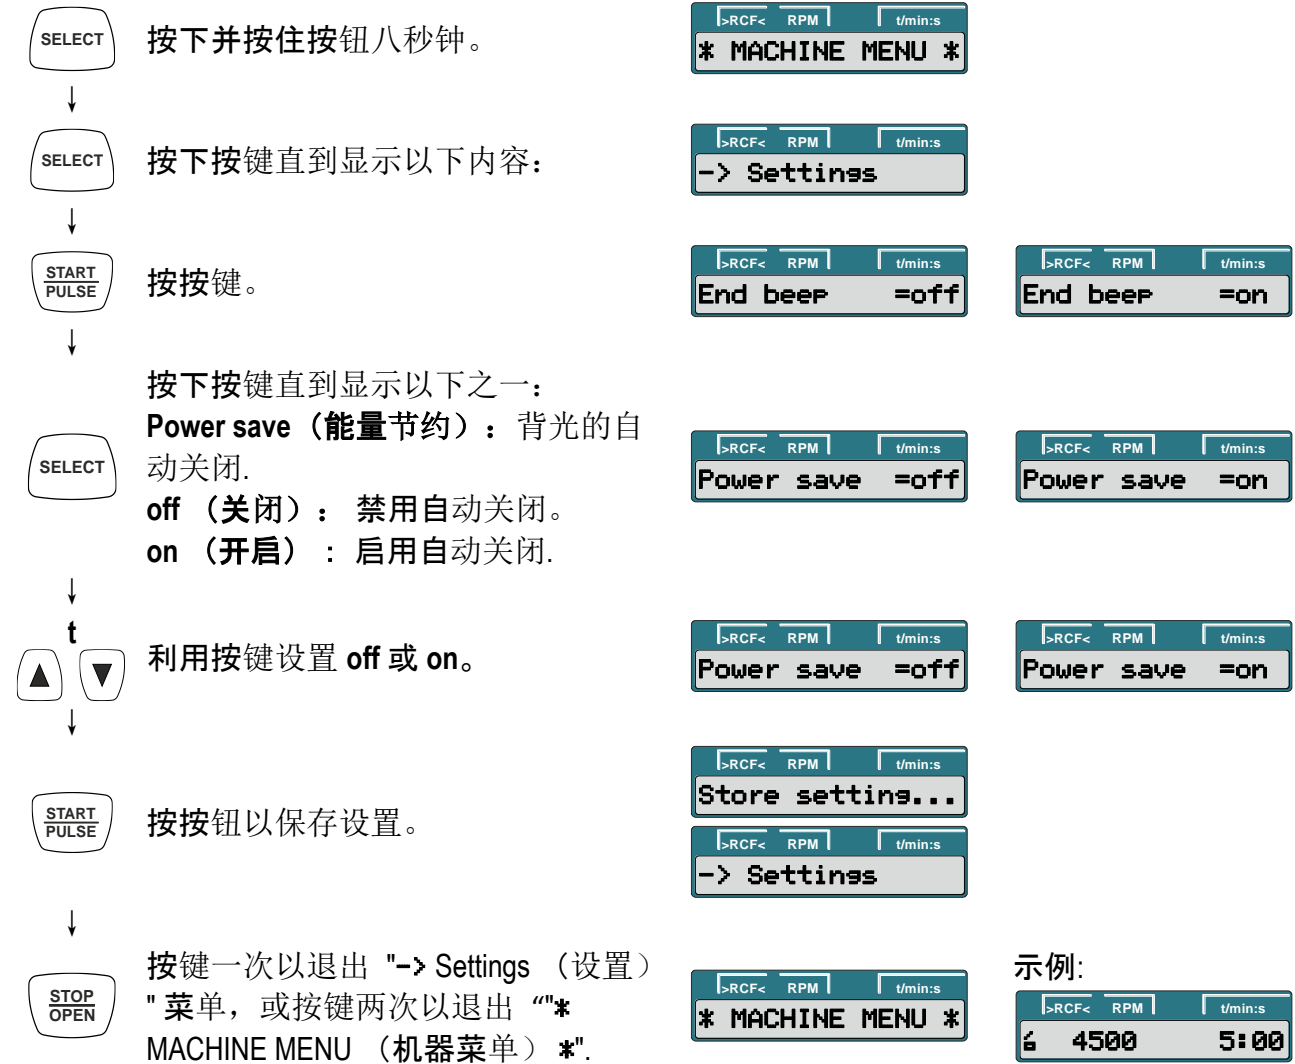 SELECT
按下并按住按钮八秒钟。
>RCF< RPM t/min:s
* MACHINE MENU *
SELECT
按下按键直到显示以下内容：
>RCF< RPM t/min:s
-> Settings
START
PULSE
按按键。
>RCF< RPM t/min:s
End beep =off
>RCF< RPM t/min:s
End beep =on
SELECT
按下按键直到显示以下之一：
Power save（能量节约）：背光的自
动关闭.
off （关闭）： 禁用自动关闭。
on （开启） : 启用自动关闭.
>RCF< RPM t/min:s
Power save =off
>RCF< RPM t/min:s
Power save =on
t
利用按键设置 off 或 on。
>RCF< RPM t/min:s
Power save =off
>RCF< RPM t/min:s
Power save =on
START
PULSE
按按钮以保存设置。
>RCF< RPM t/min:s
Store setting...
>RCF< RPM t/min:s
-> Settings
STOP
OPEN
按键一次以退出 "-> Settings （设置）
" 菜单，或按键两次以退出 “"*
MACHINE MENU （机器菜单） *".
>RCF< RPM t/min:s
* MACHINE MENU *
示例:
>RCF< RPM t/min:s
4500 5:00